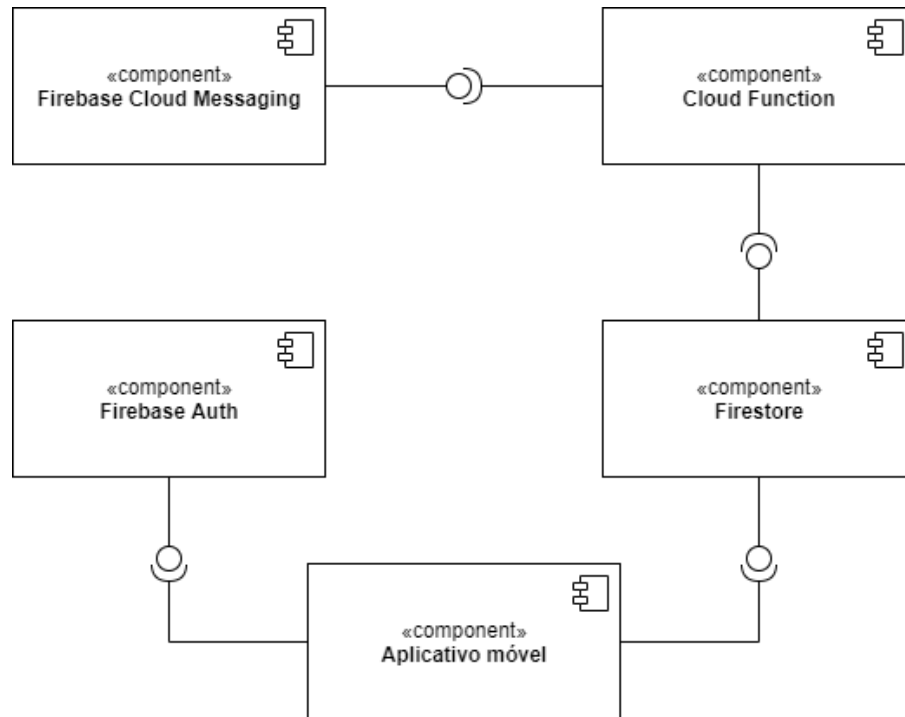 «component»
Firebase Cloud Messaging
«component»
Cloud Function
«component»
Firebase Auth
«component»
Firestore
«component»
Aplicativo móvel